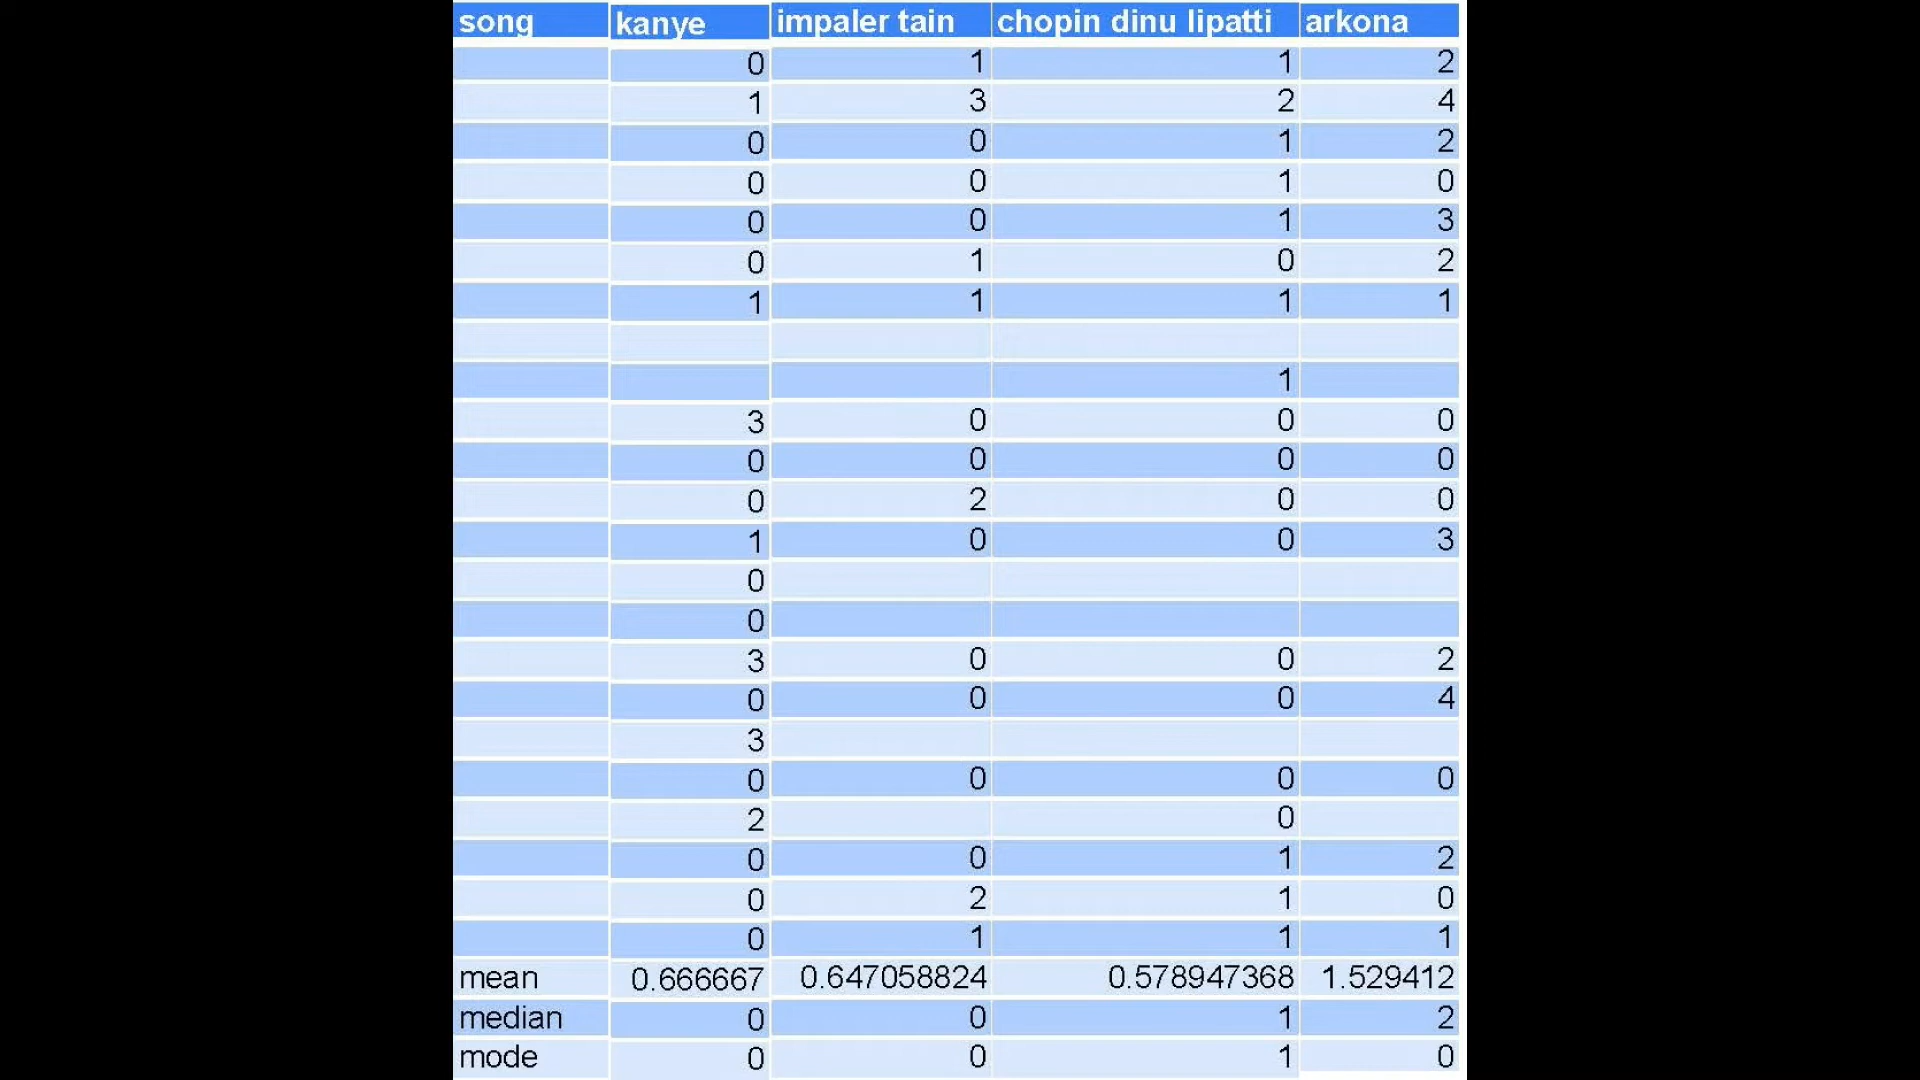 song kanye impaler tain chopin dinu lipatti arkona
0 1 1 2
1 3 2 4
0 0 1 2
0 0 1 0
0 0 1 3
0 1 0 2
1 1 1 1
1
3 0 0 0
0 0 0 0
0 2 0 0
1 0 0 3
0
0
3 0 0 2
0 0 0 4
3
0 0 0 0
2 0
0 0 1 2
0 2 1 0
0 1 1 1
mean 0.666667 0.647058824 0.578947368 1.529412
median 0 0 1 2
mode 0 0 1 0